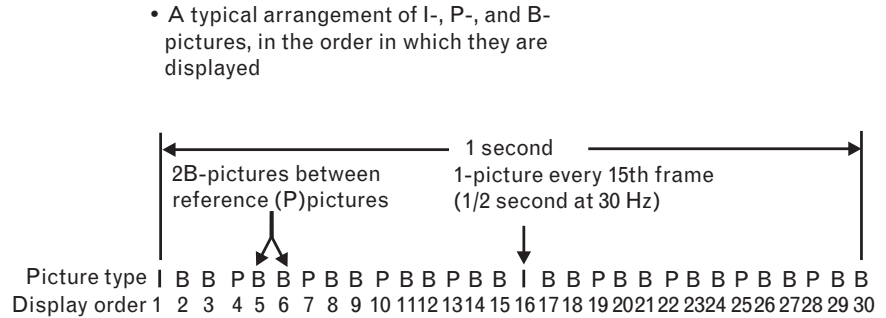 • A typical arrangement of I-, P-, and B-
pictures, in the order in which they are
displayed
1 second
2B-pictures between
reference (P)pictures
1-picture every 15th frame
(1/2 second at 30 Hz)
Picture type I B B P B B P B B P B B P B B I B B P B B P B B P B B P B B
Display order 1 2 3 4 5 6 7 8 9 10 11 12 13 14 15 16 17 18 19 20 21 22 23 24 25 26 27 28 29 30